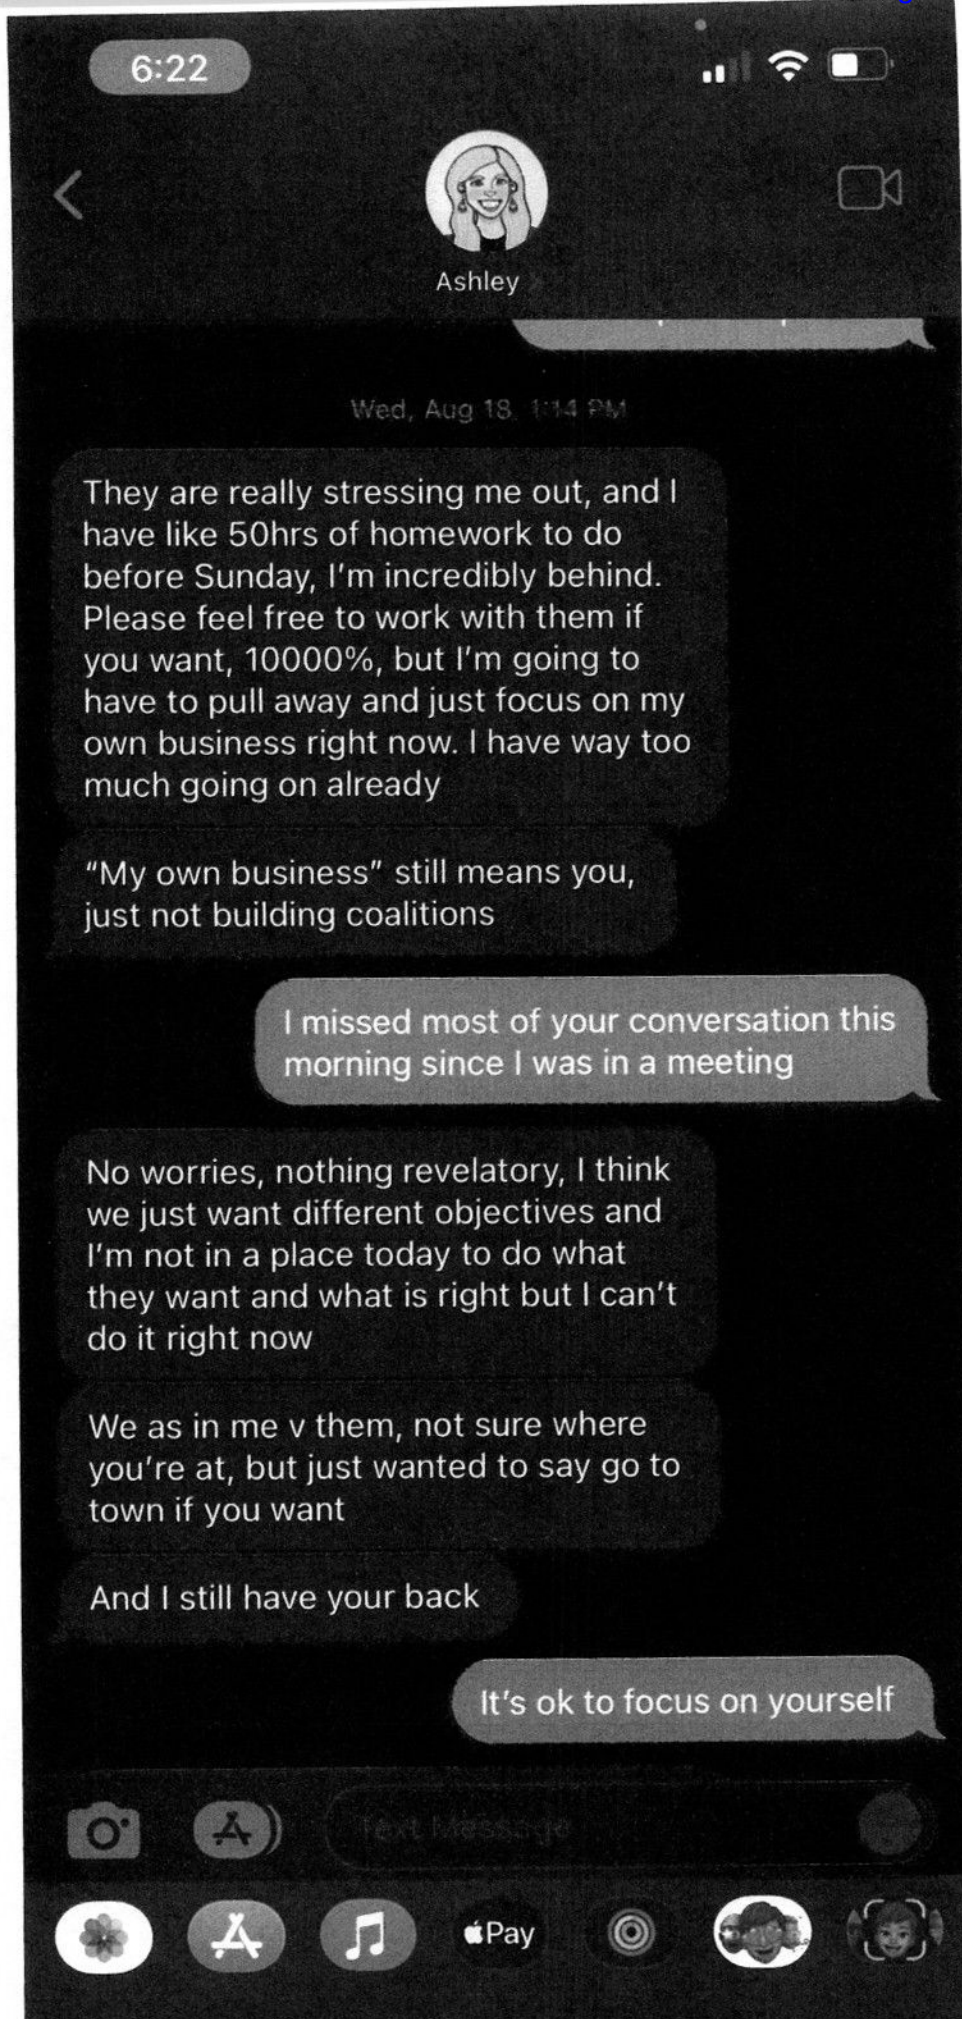 6:22
Ashley
Wed, Aug 18, 1:14 PM
They are really stressing me out, and I
have like 50hrs of homework to do
before Sunday, I'm incredibly behind.
Please feel free to work with them if
you want, 10000%, but I'm going to
have to pull away and just focus on my
own business right now. I have way too
much going on already
“My own business” still means you,
just not building coalitions
I missed most of your conversation this
morning since I was in a meeting
No worries, nothing revelatory, I think
we just want different objectives and
I'm not in a place today to do what
they want and what is right but I can't
do it right now
We as in me v them, not sure where
you're at, but just wanted to say go to
town if you want
And I still have your back
It's ok to focus on yourself
Text Message
Pay